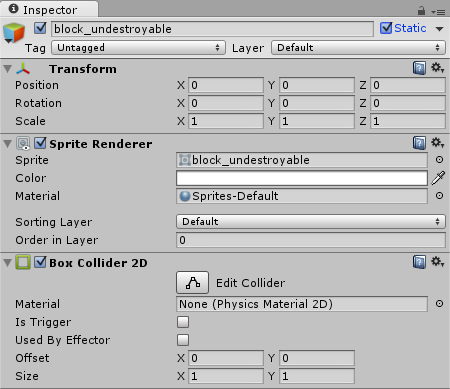 Inspector
block_undestroyable Static
Tag Untagged Layer Default
Transform
Position X 0 Y 0 Z 0
Rotation X 0 Y 0 Z 0
Scale X 1 Y 1 Z 1
Sprite Renderer
Sprite block_undestroyable
Color
Material Sprites-Default
Sorting Layer Default
Order in Layer 0
Box Collider 2D
Edit Collider
Material None (Physics Material 2D)
Is Trigger
Used By Effector
Offset X 0 Y 0
Size X 1 Y 1